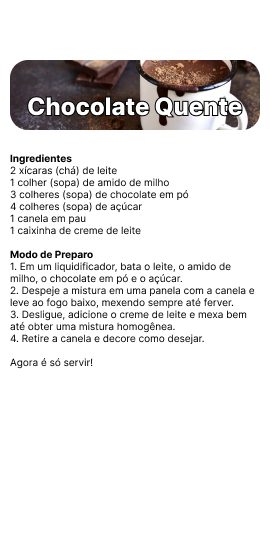 Chocolate Quente
Ingredientes
2 xícaras (chá) de leite
1 colher (sopa) de amido de milho
3 colheres (sopa) de chocolate em pó
4 colheres (sopa) de açúcar
1 canela em pau
1 caixinha de creme de leite
Modo de Preparo
1. Em um liquidificador, bata o leite, o amido de
milho, o chocolate em pó e o açúcar.
2. Despeje a mistura em uma panela com a canela e
leve ao fogo baixo, mexendo sempre até ferver.
3. Desligue, adicione o creme de leite e mexa bem
até obter uma mistura homogênea.
4. Retire a canela e decore como desejar.
Agora é só servir!